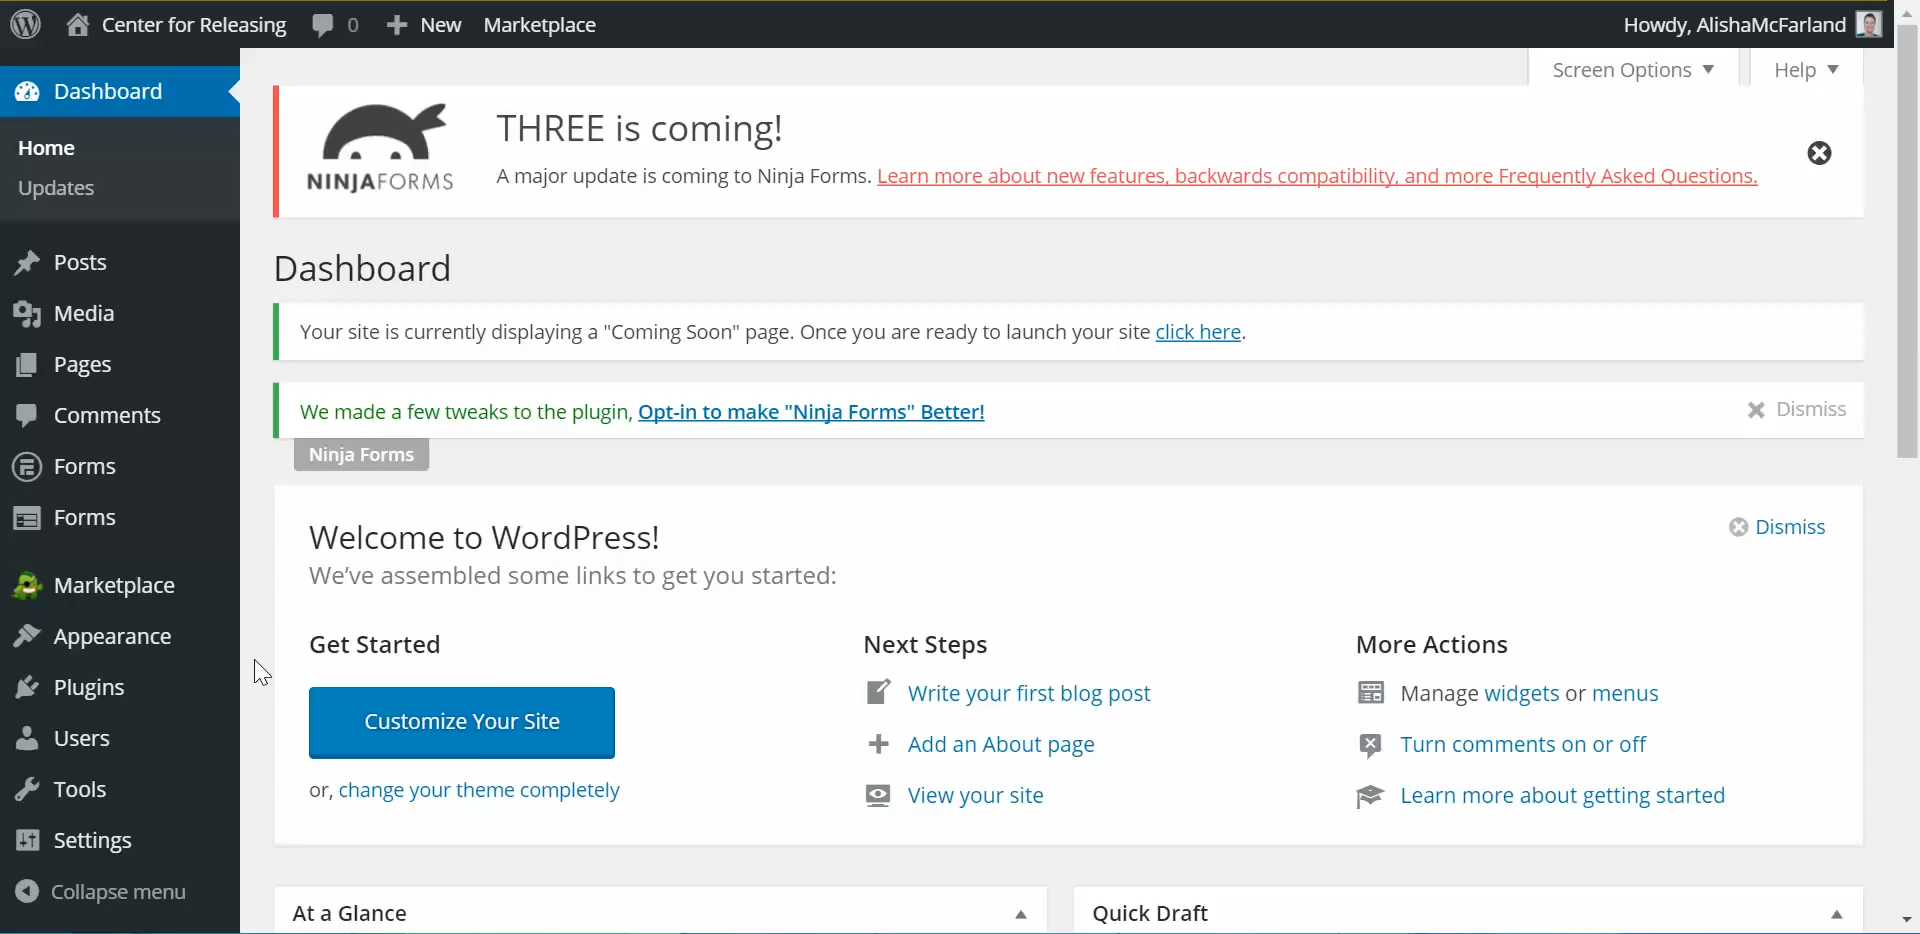 Center for Releasing
0
New
Marketplace
Howdy, AlishaMcFarland
Dashboard
Home
Updates
Posts
Media
Pages
Comments
Forms
Forms
Marketplace
Appearance
Plugins
Users
Tools
Settings
Collapse menu
Screen Options
Help
NINJAFORMS
THREE is coming!
A major update is coming to Ninja Forms. Learn more about new features, backwards compatibility, and more Frequently Asked Questions.
Dashboard
Your site is currently displaying a "Coming Soon" page. Once you are ready to launch your site click here.
We made a few tweaks to the plugin, Opt-in to make "Ninja Forms" Better!
Dismiss
Ninja Forms
Welcome to WordPress!
Dismiss
We’ve assembled some links to get you started:
Get Started
Customize Your Site
or, change your theme completely
Next Steps
Write your first blog post
Add an About page
View your site
More Actions
Manage widgets or menus
Turn comments on or off
Learn more about getting started
At a Glance
Quick Draft